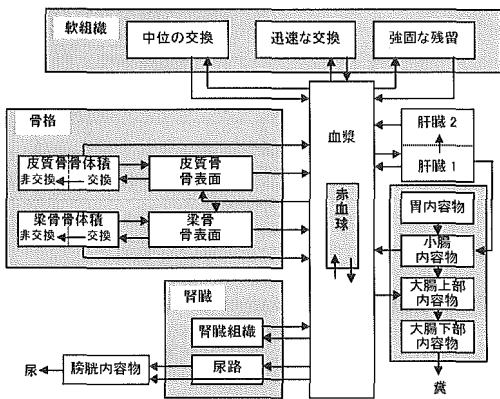 軟組織
中位の交換
迅速な交換
強固な残留
骨格
皮質骨骨体積
非交換
交換
皮質骨
骨表面
梁骨骨体積
非交換
交換
梁骨
骨表面
血漿
赤血球
肝臓 2
肝臓 1
胃内容物
小腸
内容物
大腸上部
内容物
大腸下部
内容物
糞
腎臓
腎臓組織
尿路
膀胱内容物
尿